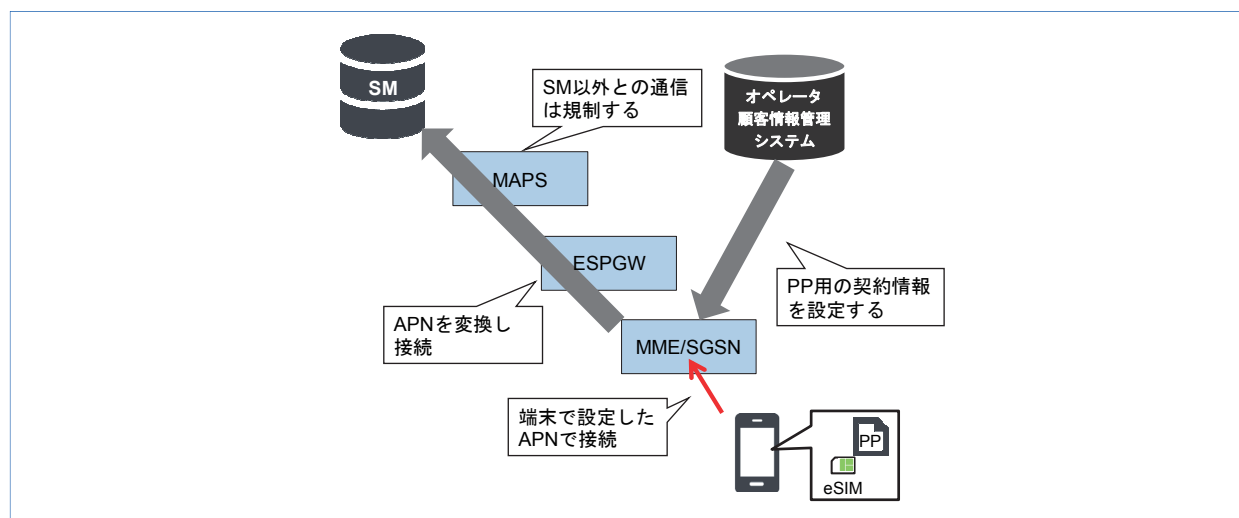 SM
SM以外との通信
は規制する
オペレータ
顧客情報管理
システム
MAPS
ESPGW
PP用の契約情報
を設定する
APNを変換し
接続
MME/SGSN
端末で設定した
APNで接続
PP
eSIM